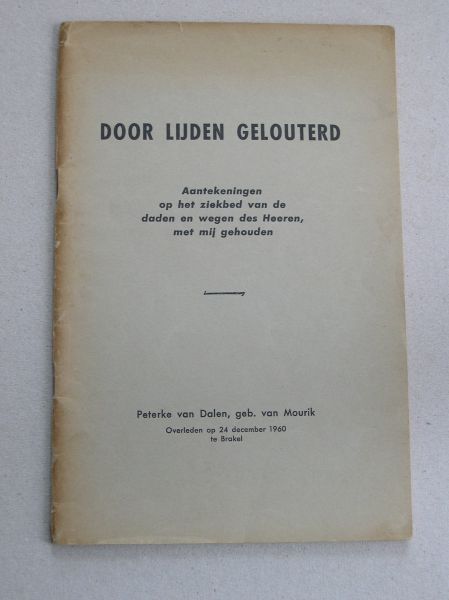 DOOR LIJDEN GELOUTERD
Aantekeningen
op het ziekbed van de
daden en wegen des Heeren,
met mij gehouden
Peterke van Dalen, geb. van Mourik
Overleden op 24 december 1960
te Brakel